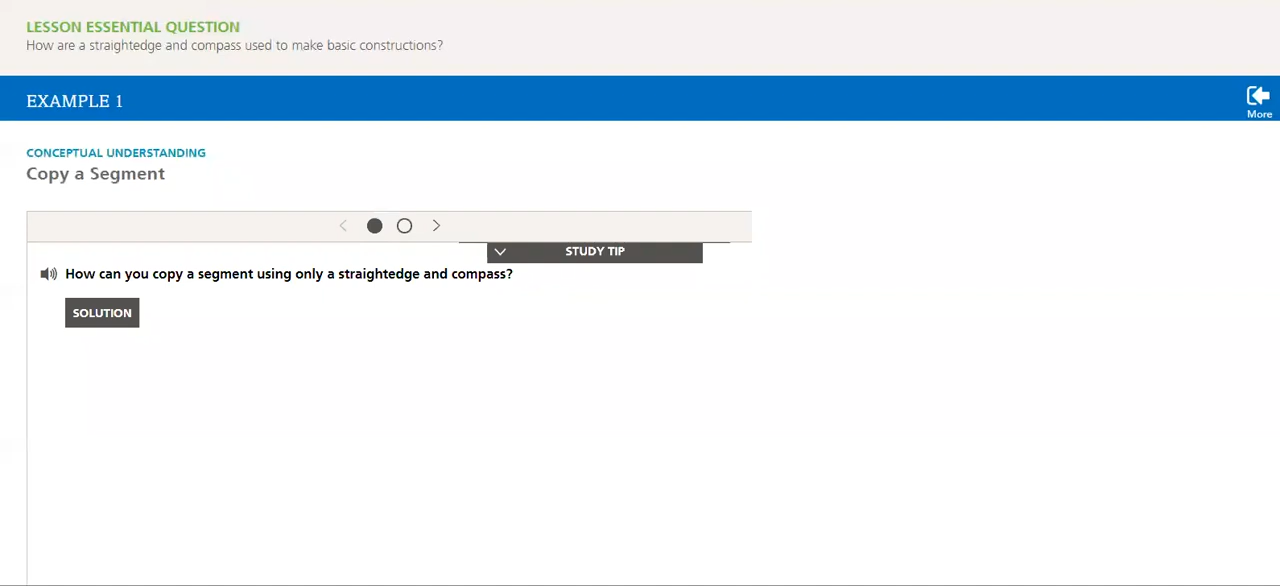 LESSON ESSENTIAL QUESTION
How are a straightedge and compass used to make basic constructions?
EXAMPLE 1
More
CONCEPTUAL UNDERSTANDING
Copy a Segment
STUDY TIP
How can you copy a segment using only a straightedge and compass?
SOLUTION